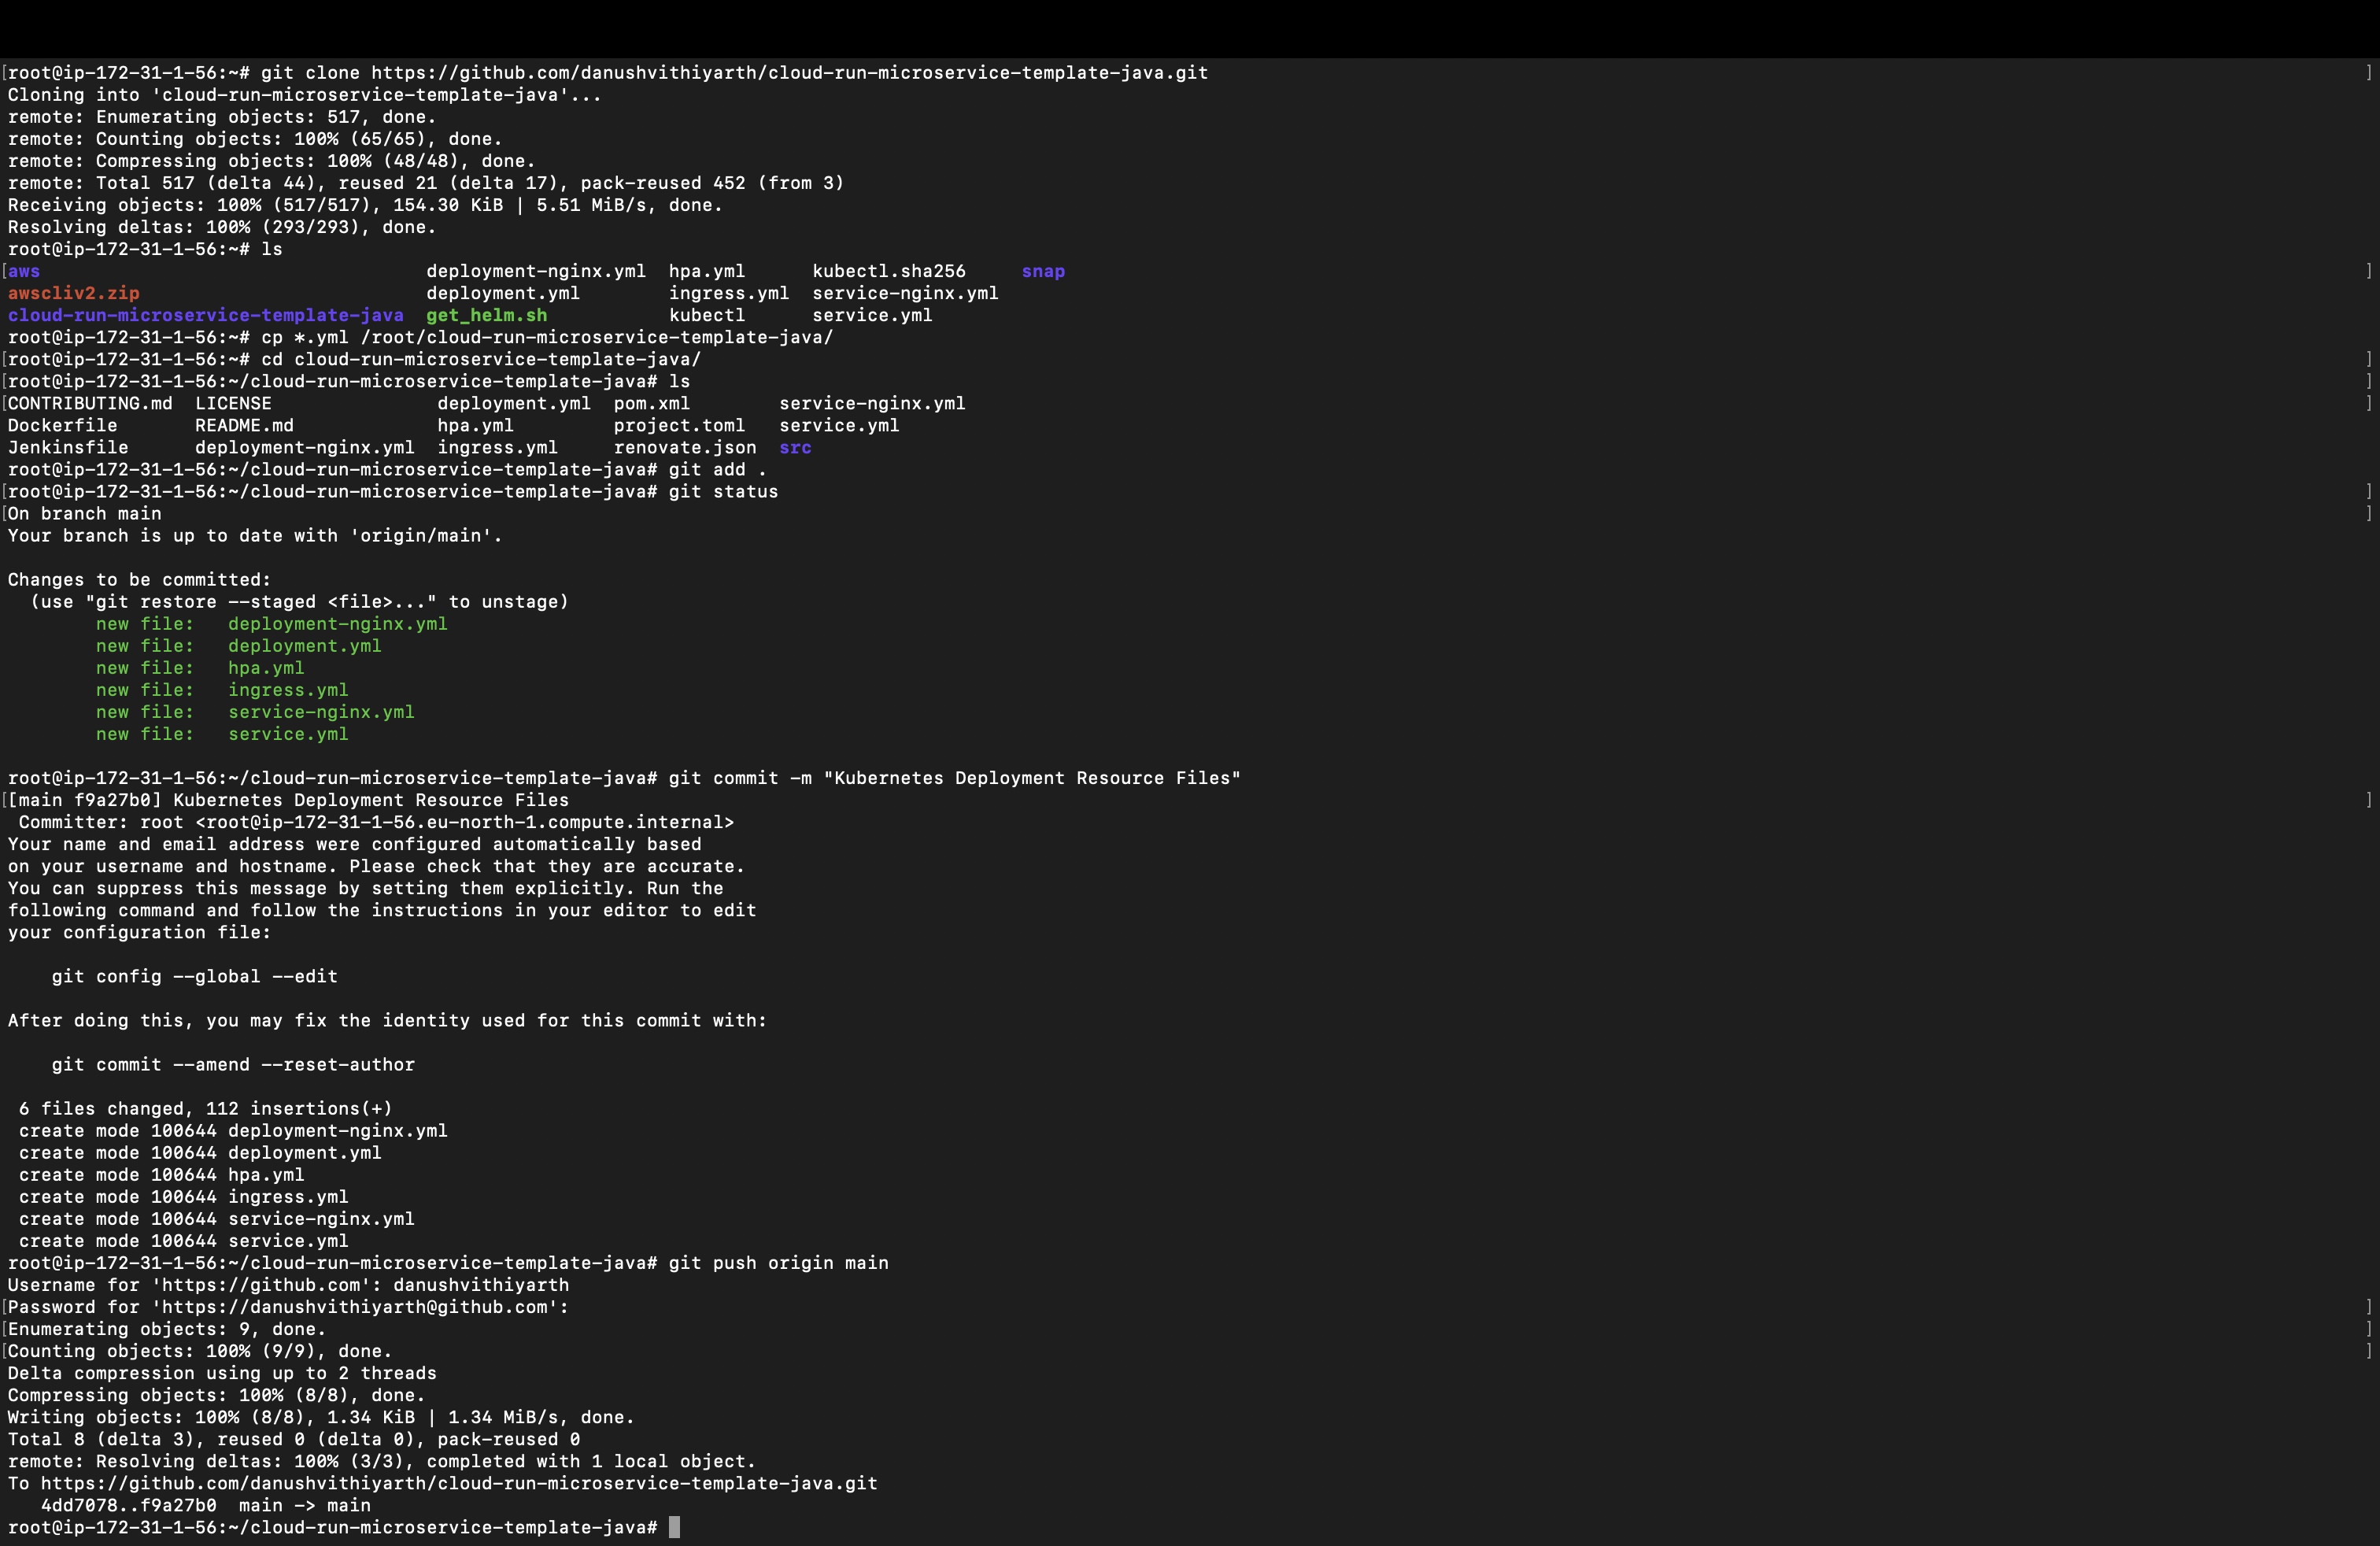 [root@ip-172-31-1-56:~# git clone https://github.com/danushvithiyarth/cloud-run-microservice-template-java.git ]
Cloning into 'cloud-run-microservice-template-java'...
remote: Enumerating objects: 517, done.
remote: Counting objects: 100% (65/65), done.
remote: Compressing objects: 100% (48/48), done.
remote: Total 517 (delta 44), reused 21 (delta 17), pack-reused 452 (from 3)
Receiving objects: 100% (517/517), 154.30 KiB | 5.51 MiB/s, done.
Resolving deltas: 100% (293/293), done.
root@ip-172-31-1-56:~# ls
[aws deployment-nginx.yml hpa.yml kubectl.sha256 snap ]
awscliv2.zip deployment.yml ingress.yml service-nginx.yml
cloud-run-microservice-template-java get_helm.sh kubectl service.yml
root@ip-172-31-1-56:~# cp *.yml /root/cloud-run-microservice-template-java/
[root@ip-172-31-1-56:~# cd cloud-run-microservice-template-java/ ]
[root@ip-172-31-1-56:~/cloud-run-microservice-template-java# ls ]
[CONTRIBUTING.md LICENSE deployment.yml pom.xml service-nginx.yml ]
Dockerfile README.md hpa.yml project.toml service.yml
Jenkinsfile deployment-nginx.yml ingress.yml renovate.json src
root@ip-172-31-1-56:~/cloud-run-microservice-template-java# git add .
[root@ip-172-31-1-56:~/cloud-run-microservice-template-java# git status ]
[On branch main ]
Your branch is up to date with 'origin/main'.
Changes to be committed:
(use "git restore --staged <file>..." to unstage)
new file: deployment-nginx.yml
new file: deployment.yml
new file: hpa.yml
new file: ingress.yml
new file: service-nginx.yml
new file: service.yml
root@ip-172-31-1-56:~/cloud-run-microservice-template-java# git commit -m "Kubernetes Deployment Resource Files"
[[main f9a27b0] Kubernetes Deployment Resource Files ]
Committer: root <root@ip-172-31-1-56.eu-north-1.compute.internal>
Your name and email address were configured automatically based
on your username and hostname. Please check that they are accurate.
You can suppress this message by setting them explicitly. Run the
following command and follow the instructions in your editor to edit
your configuration file:
git config --global --edit
After doing this, you may fix the identity used for this commit with:
git commit --amend --reset-author
6 files changed, 112 insertions(+)
create mode 100644 deployment-nginx.yml
create mode 100644 deployment.yml
create mode 100644 hpa.yml
create mode 100644 ingress.yml
create mode 100644 service-nginx.yml
create mode 100644 service.yml
root@ip-172-31-1-56:~/cloud-run-microservice-template-java# git push origin main
Username for 'https://github.com': danushvithiyarth
[Password for 'https://danushvithiyarth@github.com': ]
[Enumerating objects: 9, done. ]
[Counting objects: 100% (9/9), done. ]
Delta compression using up to 2 threads
Compressing objects: 100% (8/8), done.
Writing objects: 100% (8/8), 1.34 KiB | 1.34 MiB/s, done.
Total 8 (delta 3), reused 0 (delta 0), pack-reused 0
remote: Resolving deltas: 100% (3/3), completed with 1 local object.
To https://github.com/danushvithiyarth/cloud-run-microservice-template-java.git
4dd7078..f9a27b0 main -> main
root@ip-172-31-1-56:~/cloud-run-microservice-template-java#